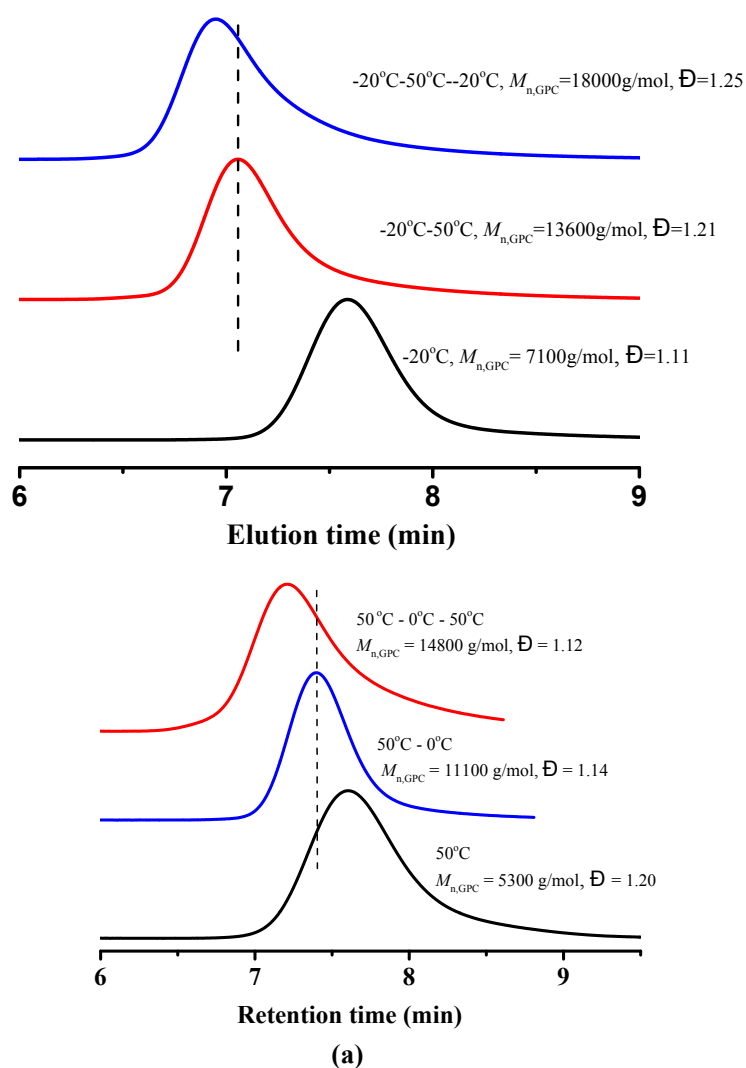 -20°C-50°C--20°C, Mn,GPC=18000g/mol, Đ=1.25
-20°C-50°C, Mn,GPC=13600g/mol, Đ=1.21
-20°C, Mn,GPC= 7100g/mol, Đ=1.11
6 7 8 9
Elution time (min)
50°C - 0°C - 50°C
Mn,GPC = 14800 g/mol, Đ = 1.12
50°C - 0°C
Mn,GPC = 11100 g/mol, Đ = 1.14
50°C
Mn,GPC = 5300 g/mol, Đ = 1.20
6 7 8 9
Retention time (min)
(a)